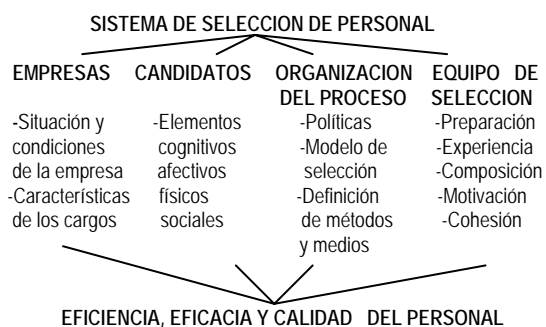 SISTEMA DE SELECCION DE PERSONAL
EMPRESAS
-Situación y
condiciones
de la empresa
-Características
de los cargos
CANDIDATOS
-Elementos
cognitivos
afectivos
físicos
sociales
ORGANIZACION
DEL PROCESO
-Políticas
-Modelo de
selección
-Definición
de métodos
y medios
EQUIPO DE
SELECCION
-Preparación
-Experiencia
-Composición
-Motivación
-Cohesión
EFICIENCIA, EFICACIA Y CALIDAD DEL PERSONAL